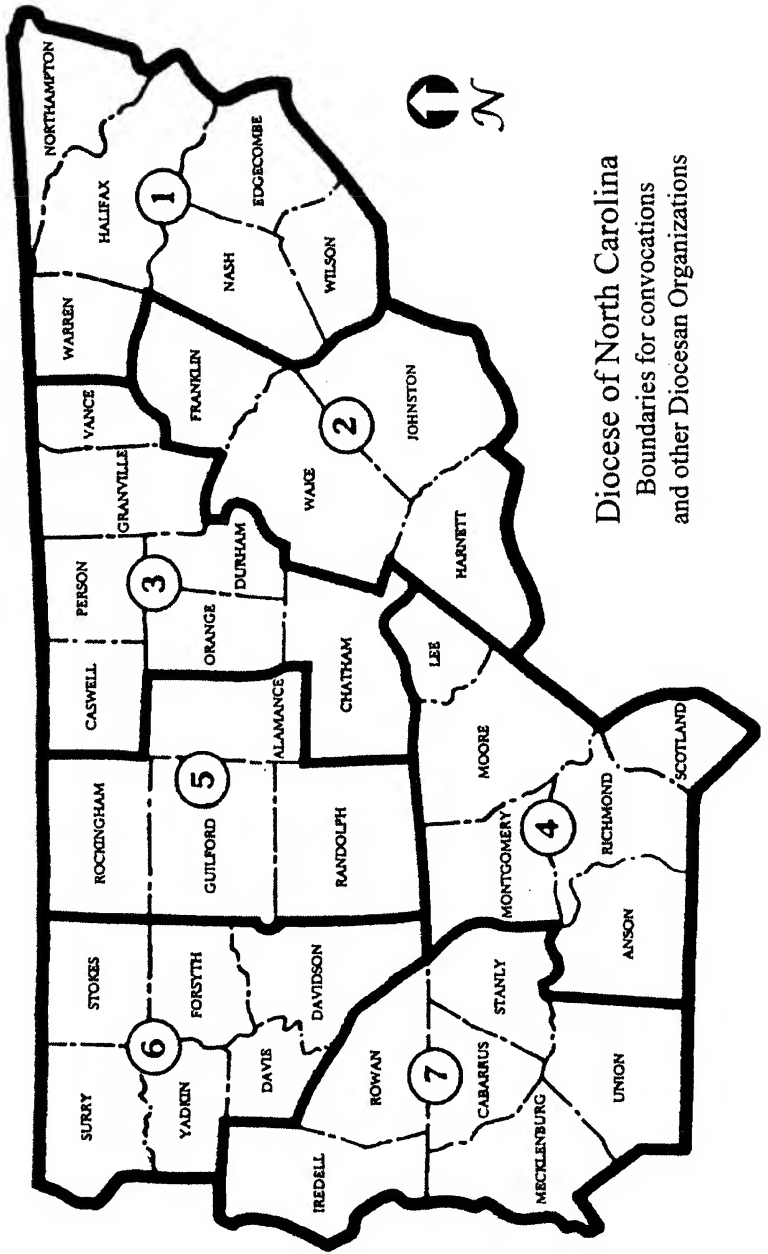 NORTHAMPTON
HALIFAX
WARREN
1
EDGECOMBE
NASH
WILSON
VANCE
FRANKLIN
GRANVILLE
2
JOHNSTON
WAKE
HARNETT
PERSON
3
DURHAM
CASWELL
ORANGE
CHATHAM
ALAMANCE
LEE
MOORE
ROCKINGHAM
5
GUILFORD
RANDOLPH
MONTGOMERY
4
RICHMOND
SCOTLAND
ANSON
STOKES
FORSYTH
DAVIDSON
6
SURRY
YADKIN
DAVIE
ROWAN
STANLY
7
CABARRUS
IREDELL
MECKLENBURG
UNION
N
Diocese of North Carolina
Boundaries for convocations
and other Diocesan Organizations